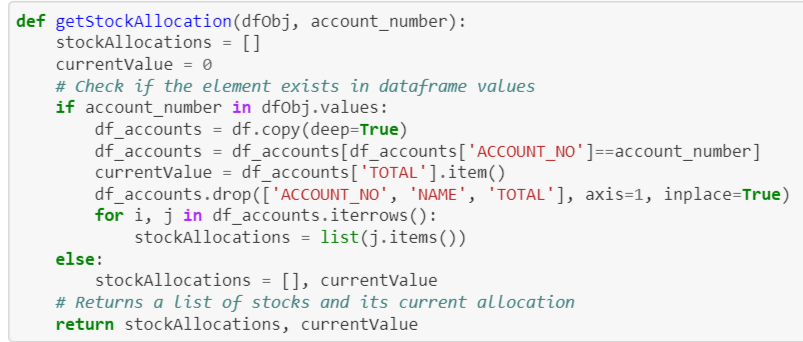 def getStockAllocation(dfObj, account_number):
    stockAllocations = []
    currentValue = 0
    # Check if the element exists in dataframe values
    if account_number in dfObj.values:
        df_accounts = df.copy(deep=True)
        df_accounts = df_accounts[df_accounts['ACCOUNT_NO']==account_number]
        currentValue = df_accounts['TOTAL'].item()
        df_accounts.drop(['ACCOUNT_NO', 'NAME', 'TOTAL'], axis=1, inplace=True)
        for i, j in df_accounts.iterrows():
            stockAllocations = list(j.items())
    else:
        stockAllocations = [], currentValue
    # Returns a list of stocks and its current allocation
    return stockAllocations, currentValue